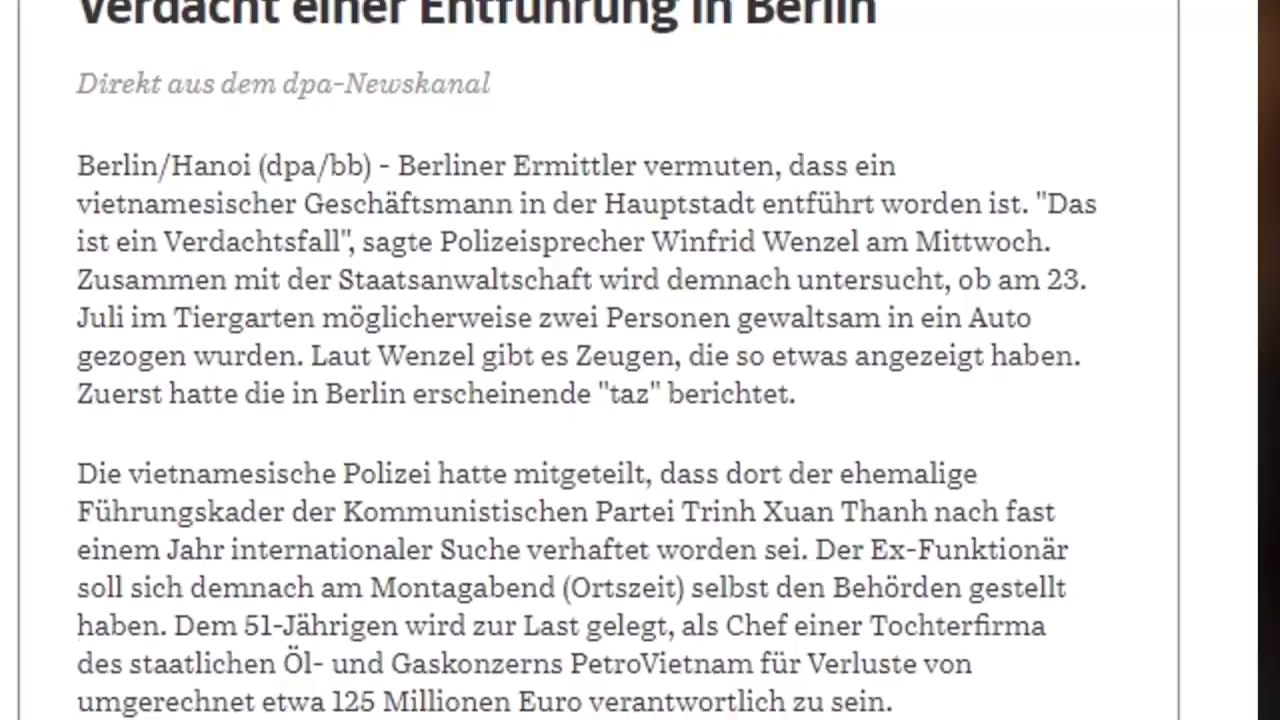 Verdacht einer Entführung in Berlin
Direkt aus dem dpa-Newskanal
Berlin/Hanoi (dpa/bb) - Berliner Ermittler vermuten, dass ein
vietnamesischer Geschäftsmann in der Hauptstadt entführt worden ist. "Das
ist ein Verdachtsfall", sagte Polizeisprecher Winfrid Wenzel am Mittwoch.
Zusammen mit der Staatsanwaltschaft wird demnach untersucht, ob am 23.
Juli im Tiergarten möglicherweise zwei Personen gewaltsam in ein Auto
gezogen wurden. Laut Wenzel gibt es Zeugen, die so etwas angezeigt haben.
Zuerst hatte die in Berlin erscheinende "taz" berichtet.
Die vietnamesische Polizei hatte mitgeteilt, dass dort der ehemalige
Führungskader der Kommunistischen Partei Trinh Xuan Thanh nach fast
einem Jahr internationaler Suche verhaftet worden sei. Der Ex-Funktionär
soll sich demnach am Montagabend (Ortszeit) selbst den Behörden gestellt
haben. Dem 51-Jährigen wird zur Last gelegt, als Chef einer Tochterfirma
des staatlichen Öl- und Gaskonzerns PetroVietnam für Verluste von
umgerechnet etwa 125 Millionen Euro verantwortlich zu sein.